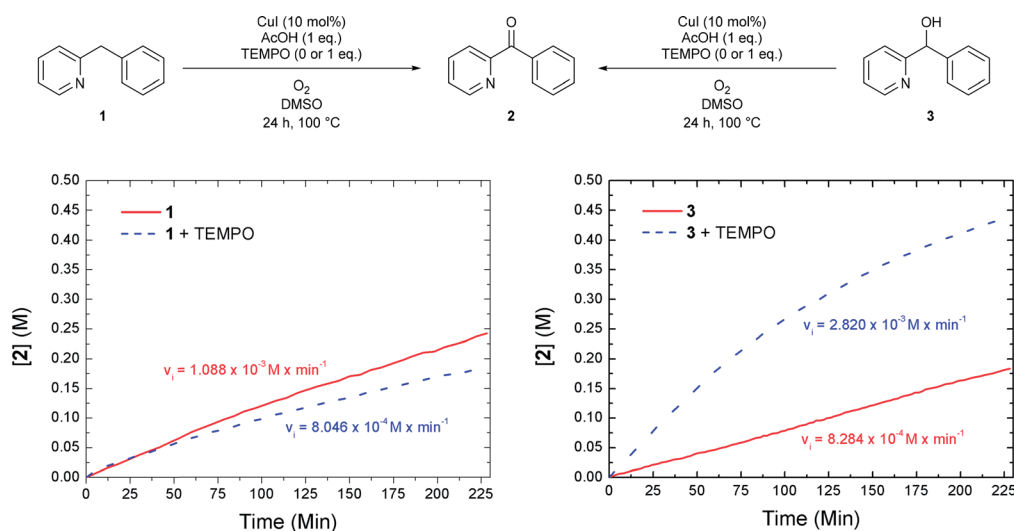 CuI (10 mol%)
AcOH (1 eq.)
TEMPO (0 or 1 eq.)
O2
DMSO
24 h, 100 °C
N
1
O
N
2
CuI (10 mol%)
AcOH (1 eq.)
TEMPO (0 or 1 eq.)
O2
DMSO
24 h, 100 °C
OH
N
3
0.50
0.45
0.40
0.35
0.30
0.25
0.20
0.15
0.10
0.05
0.00
[2] (M)
1
1 + TEMPO
vi = 1.088 x 10-3 M x min-1
vi = 8.046 x 10-4 M x min-1
0 25 50 75 100 125 150 175 200 225
Time (Min)
0.50
0.45
0.40
0.35
0.30
0.25
0.20
0.15
0.10
0.05
0.00
[2] (M)
3
3 + TEMPO
vi = 2.820 x 10-3 M x min-1
vi = 8.284 x 10-4 M x min-1
0 25 50 75 100 125 150 175 200 225
Time (Min)